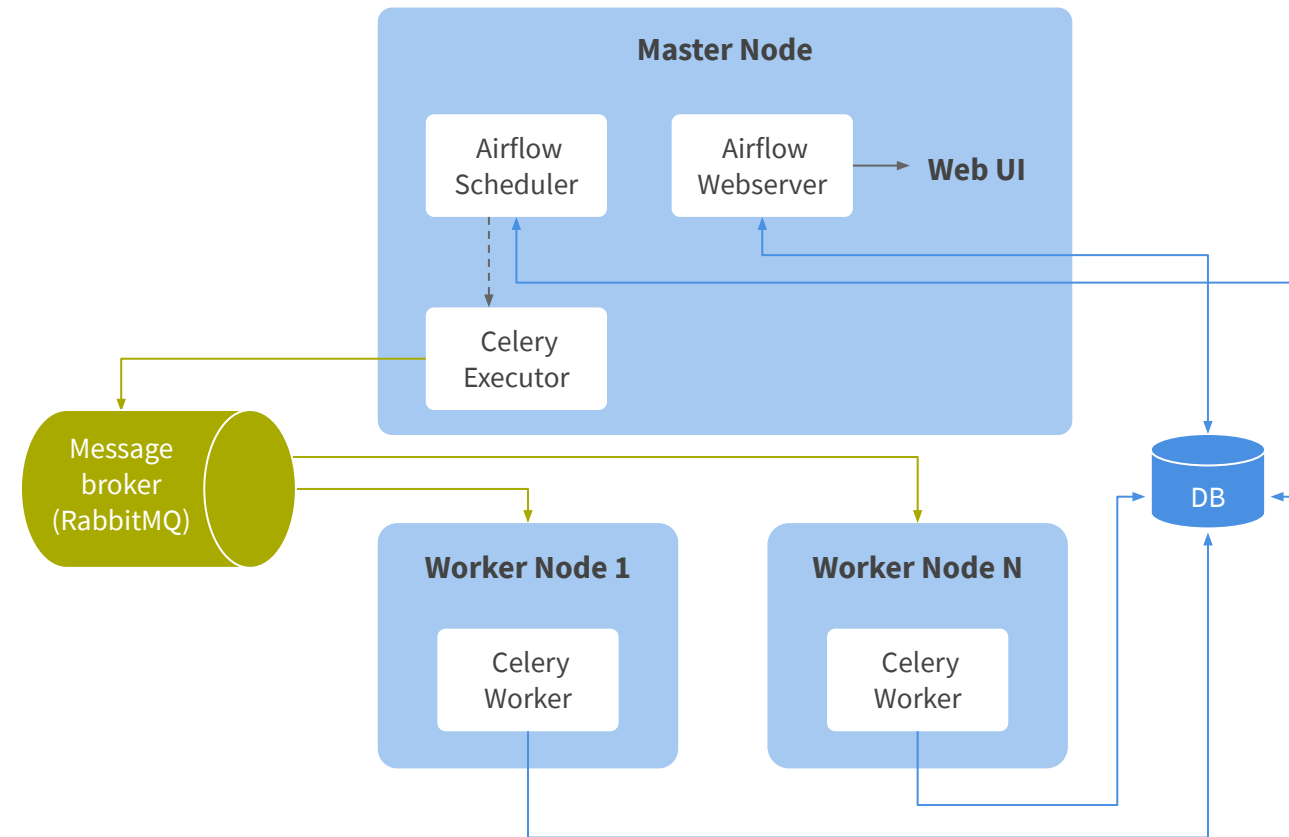 Master Node
Airflow
Scheduler
Airflow
Webserver
Web UI
Celery
Executor
Message
broker
(RabbitMQ)
DB
Worker Node 1
Celery
Worker
Worker Node N
Celery
Worker